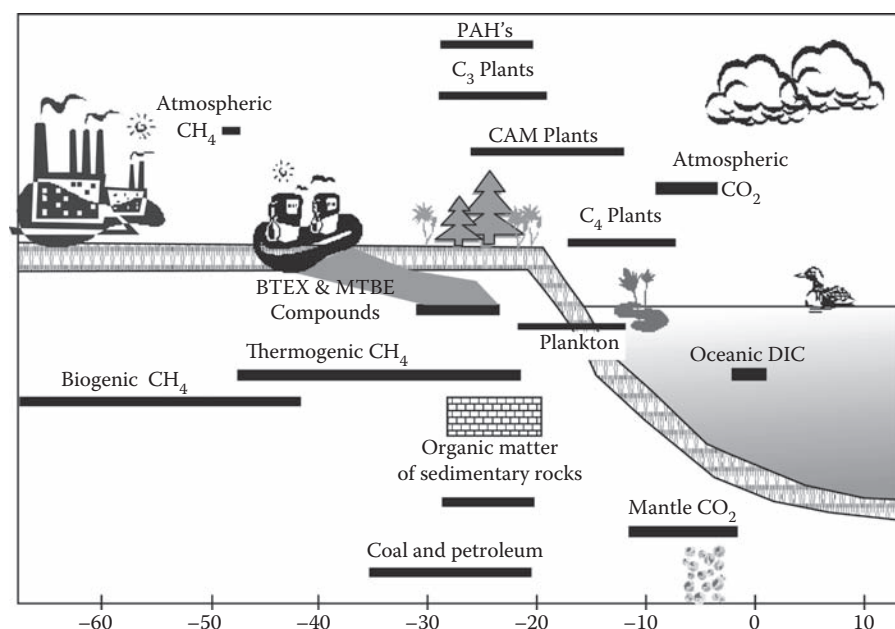 PAH's
C3 Plants
Atmospheric
CH4
CAM Plants
Atmospheric
CO2
C4 Plants
BTEX & MTBE
Compounds
Plankton
Thermogenic CH4
Oceanic DIC
Biogenic CH4
Organic matter
of sedimentary rocks
Mantle CO2
Coal and petroleum
–60 –50 –40 –30 –20 –10 0 10